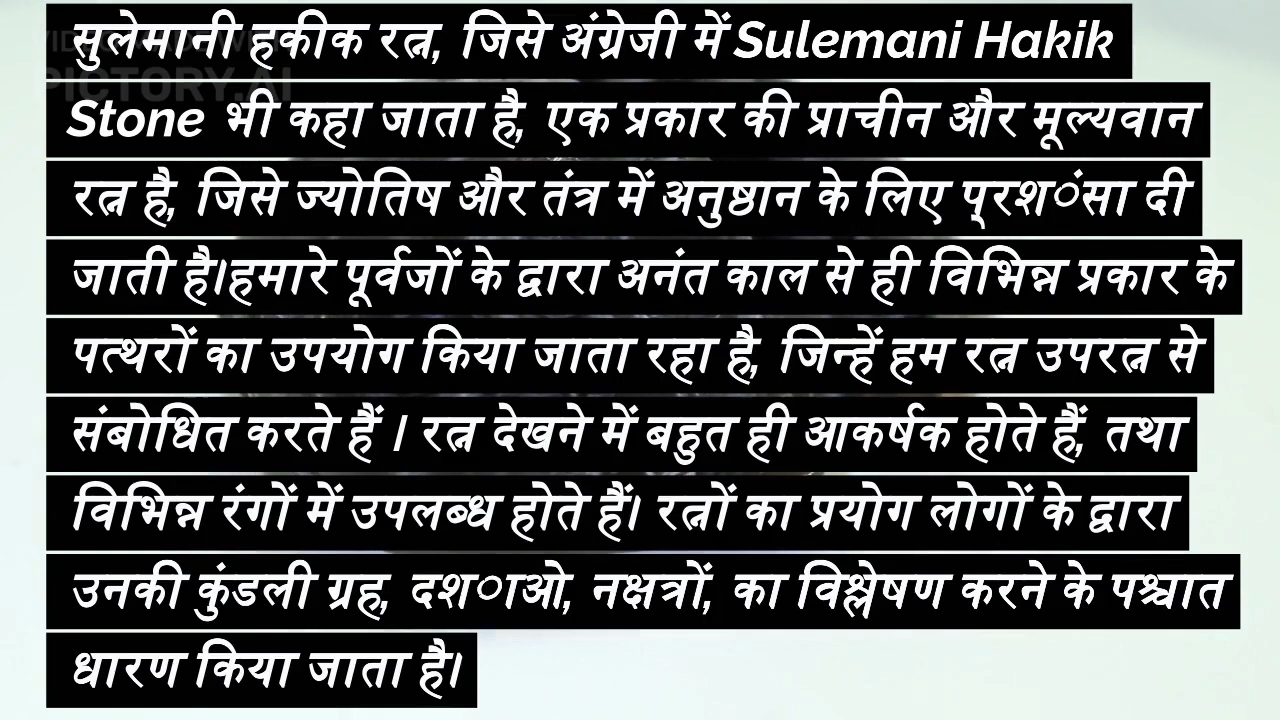 सुलेमानी हकीक रत्न, जिसे अंग्रेजी में Sulemani Hakik
PICTORY.AI
Stone भी कहा जाता है, एक प्रकार की प्राचीन और मूल्यवान
रत्न है, जिसे ज्योतिष और तंत्र में अनुष्ठान के लिए प्रशंसा दी
जाती है।हमारे पूर्वजों के द्वारा अनंत काल से ही विभिन्न प्रकार के
पत्थरों का उपयोग किया जाता रहा है, जिन्हें हम रत्न उपरत्न से
संबोधित करते हैं । रत्न देखने में बहुत ही आकर्षक होते हैं, तथा
विभिन्न रंगों में उपलब्ध होते हैं। रत्नों का प्रयोग लोगों के द्वारा
उनकी कुंडली ग्रह, दशाओ, नक्षत्रों, का विश्लेषण करने के पश्चात
धारण किया जाता है।